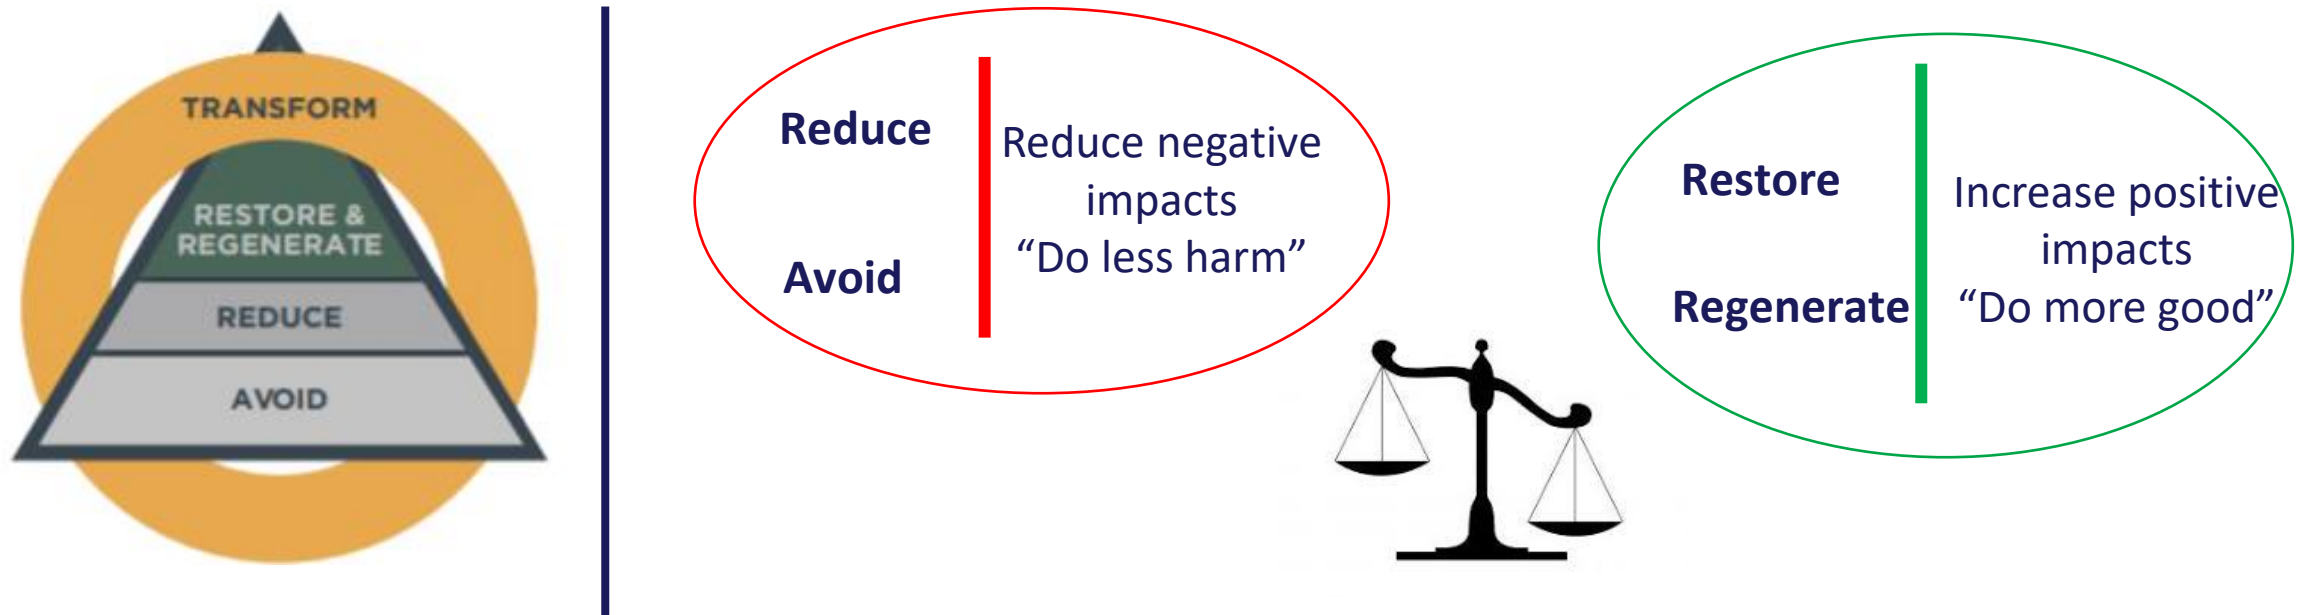 TRANSFORM
RESTORE &
REGENERATE
REDUCE
AVOID
Reduce
Avoid
Reduce negative
impacts
“Do less harm”
Restore
Regenerate
Increase positive
impacts
“Do more good”